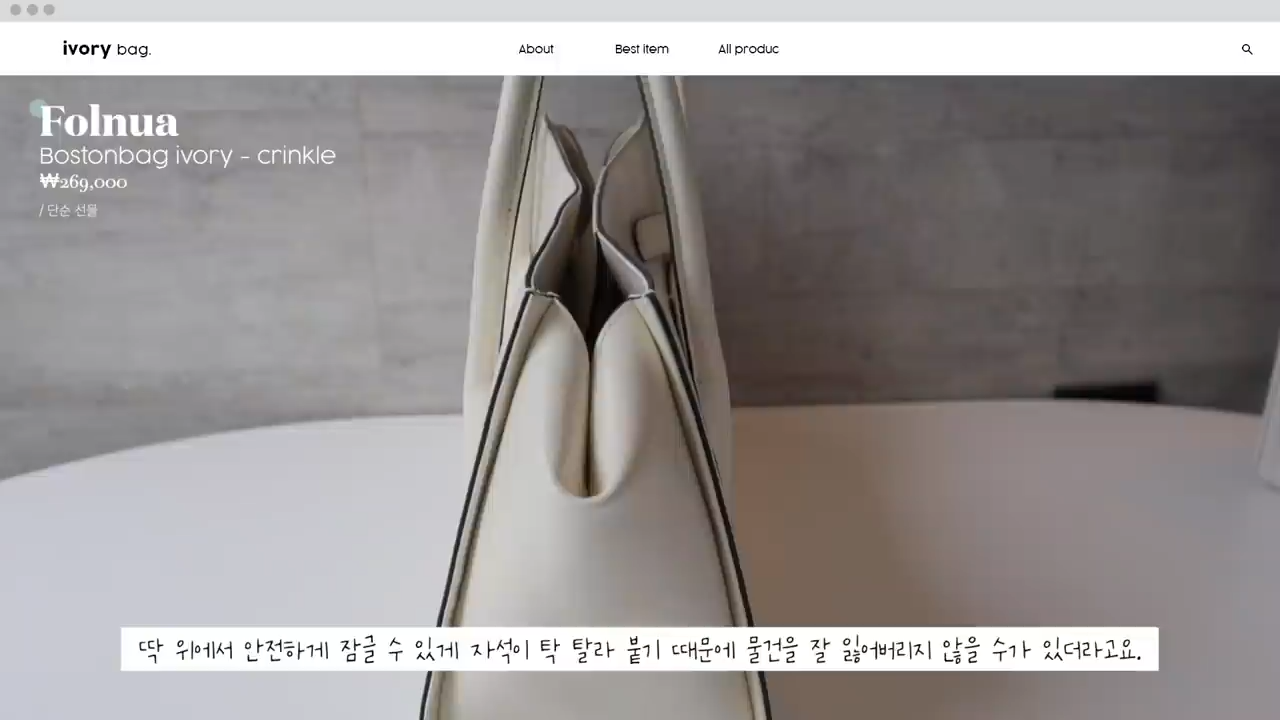 ivory bag.
About
Best item
All produc
Folnua
Bostonbag ivory - crinkle
₩269,000
/ 단순 선물
딱 위에서 안전하게 잠글 수 있게 자석이 탁 탈라 붙기 때문에 물건을 잘 잃어버리지 않을 수가 있더라고요.